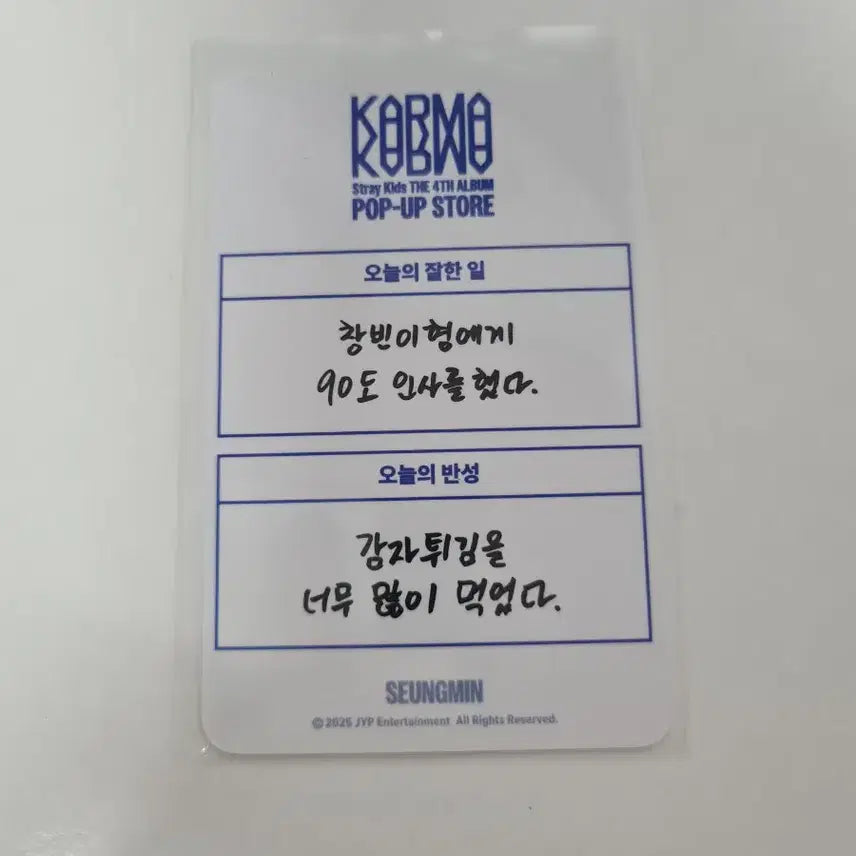 KARMA
Stray Kids THE 4TH ALBUM
POP-UP STORE
오늘의 잘한 일
창빈이형에게
90도 인사를 했다.
오늘의 반성
감자튀김을
너무 많이 먹었다.
SEUNGMIN
© 2025 JYP Entertainment All Rights Reserved.